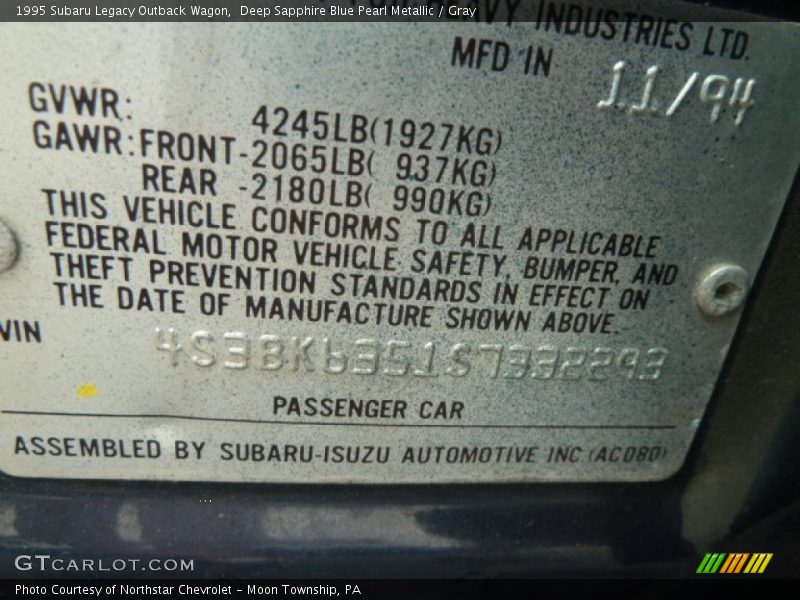 1995 Subaru Legacy Outback Wagon, Deep Sapphire Blue Pearl Metallic / Gray
INDUSTRIES LTD.
MFD IN 11/94
GVWR: 4245LB(1927KG)
GAWR:FRONT-2065LB( 937KG)
REAR -2180LB( 990KG)
THIS VEHICLE CONFORMS TO ALL APPLICABLE
FEDERAL MOTOR VEHICLE SAFETY, BUMPER, AND
THEFT PREVENTION STANDARDS IN EFFECT ON
THE DATE OF MANUFACTURE SHOWN ABOVE.
VIN 4S3BK6351S7332293
PASSENGER CAR
ASSEMBLED BY SUBARU-ISUZU AUTOMOTIVE INC.(AC080)
GTCARLOT.COM
Photo Courtesy of Northstar Chevrolet - Moon Township, PA